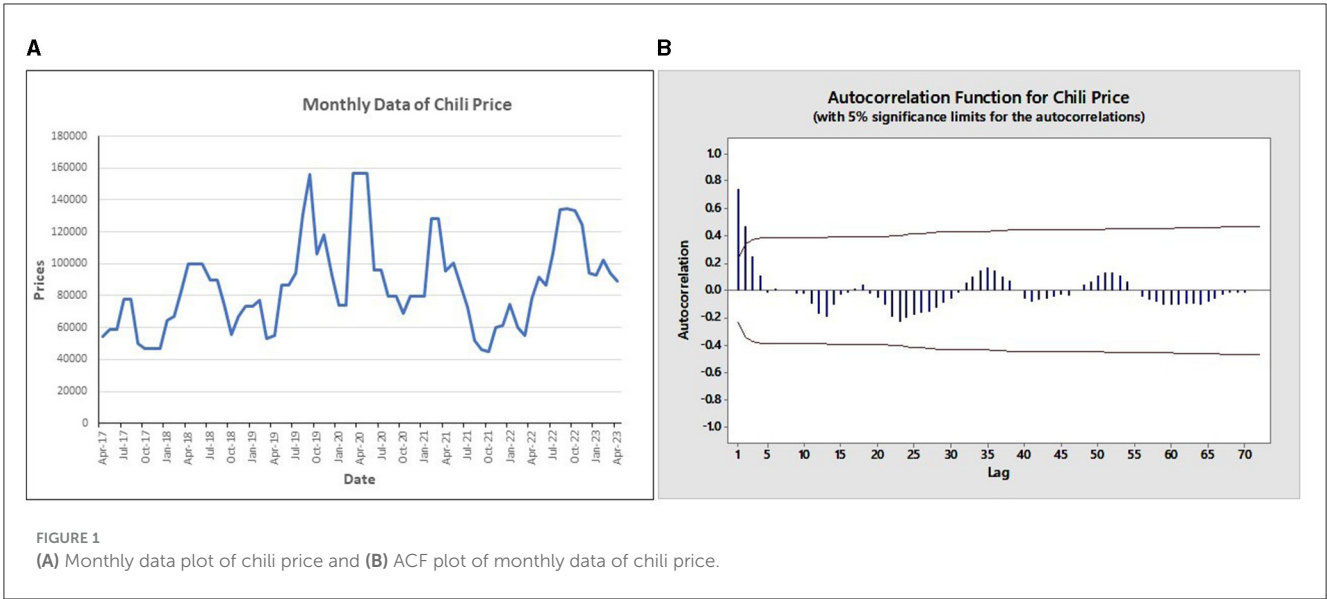 A
B
Monthly Data of Chili Price
180000
160000
140000
120000
100000
80000
60000
40000
20000
0
Prices
Apr-17
Jul-17
Oct-17
Jan-18
Apr-18
Jul-18
Oct-18
Jan-19
Apr-19
Jul-19
Oct-19
Jan-20
Apr-20
Jul-20
Oct-20
Jan-21
Apr-21
Jul-21
Oct-21
Jan-22
Apr-22
Jul-22
Oct-22
Jan-23
Apr-23
Date
Autocorrelation Function for Chili Price
(with 5% significance limits for the autocorrelations)
1.0
0.8
0.6
0.4
0.2
0.0
-0.2
-0.4
-0.6
-0.8
-1.0
Autocorrelation
1 5 10 15 20 25 30 35 40 45 50 55 60 65 70
Lag
FIGURE 1
(A) Monthly data plot of chili price and (B) ACF plot of monthly data of chili price.